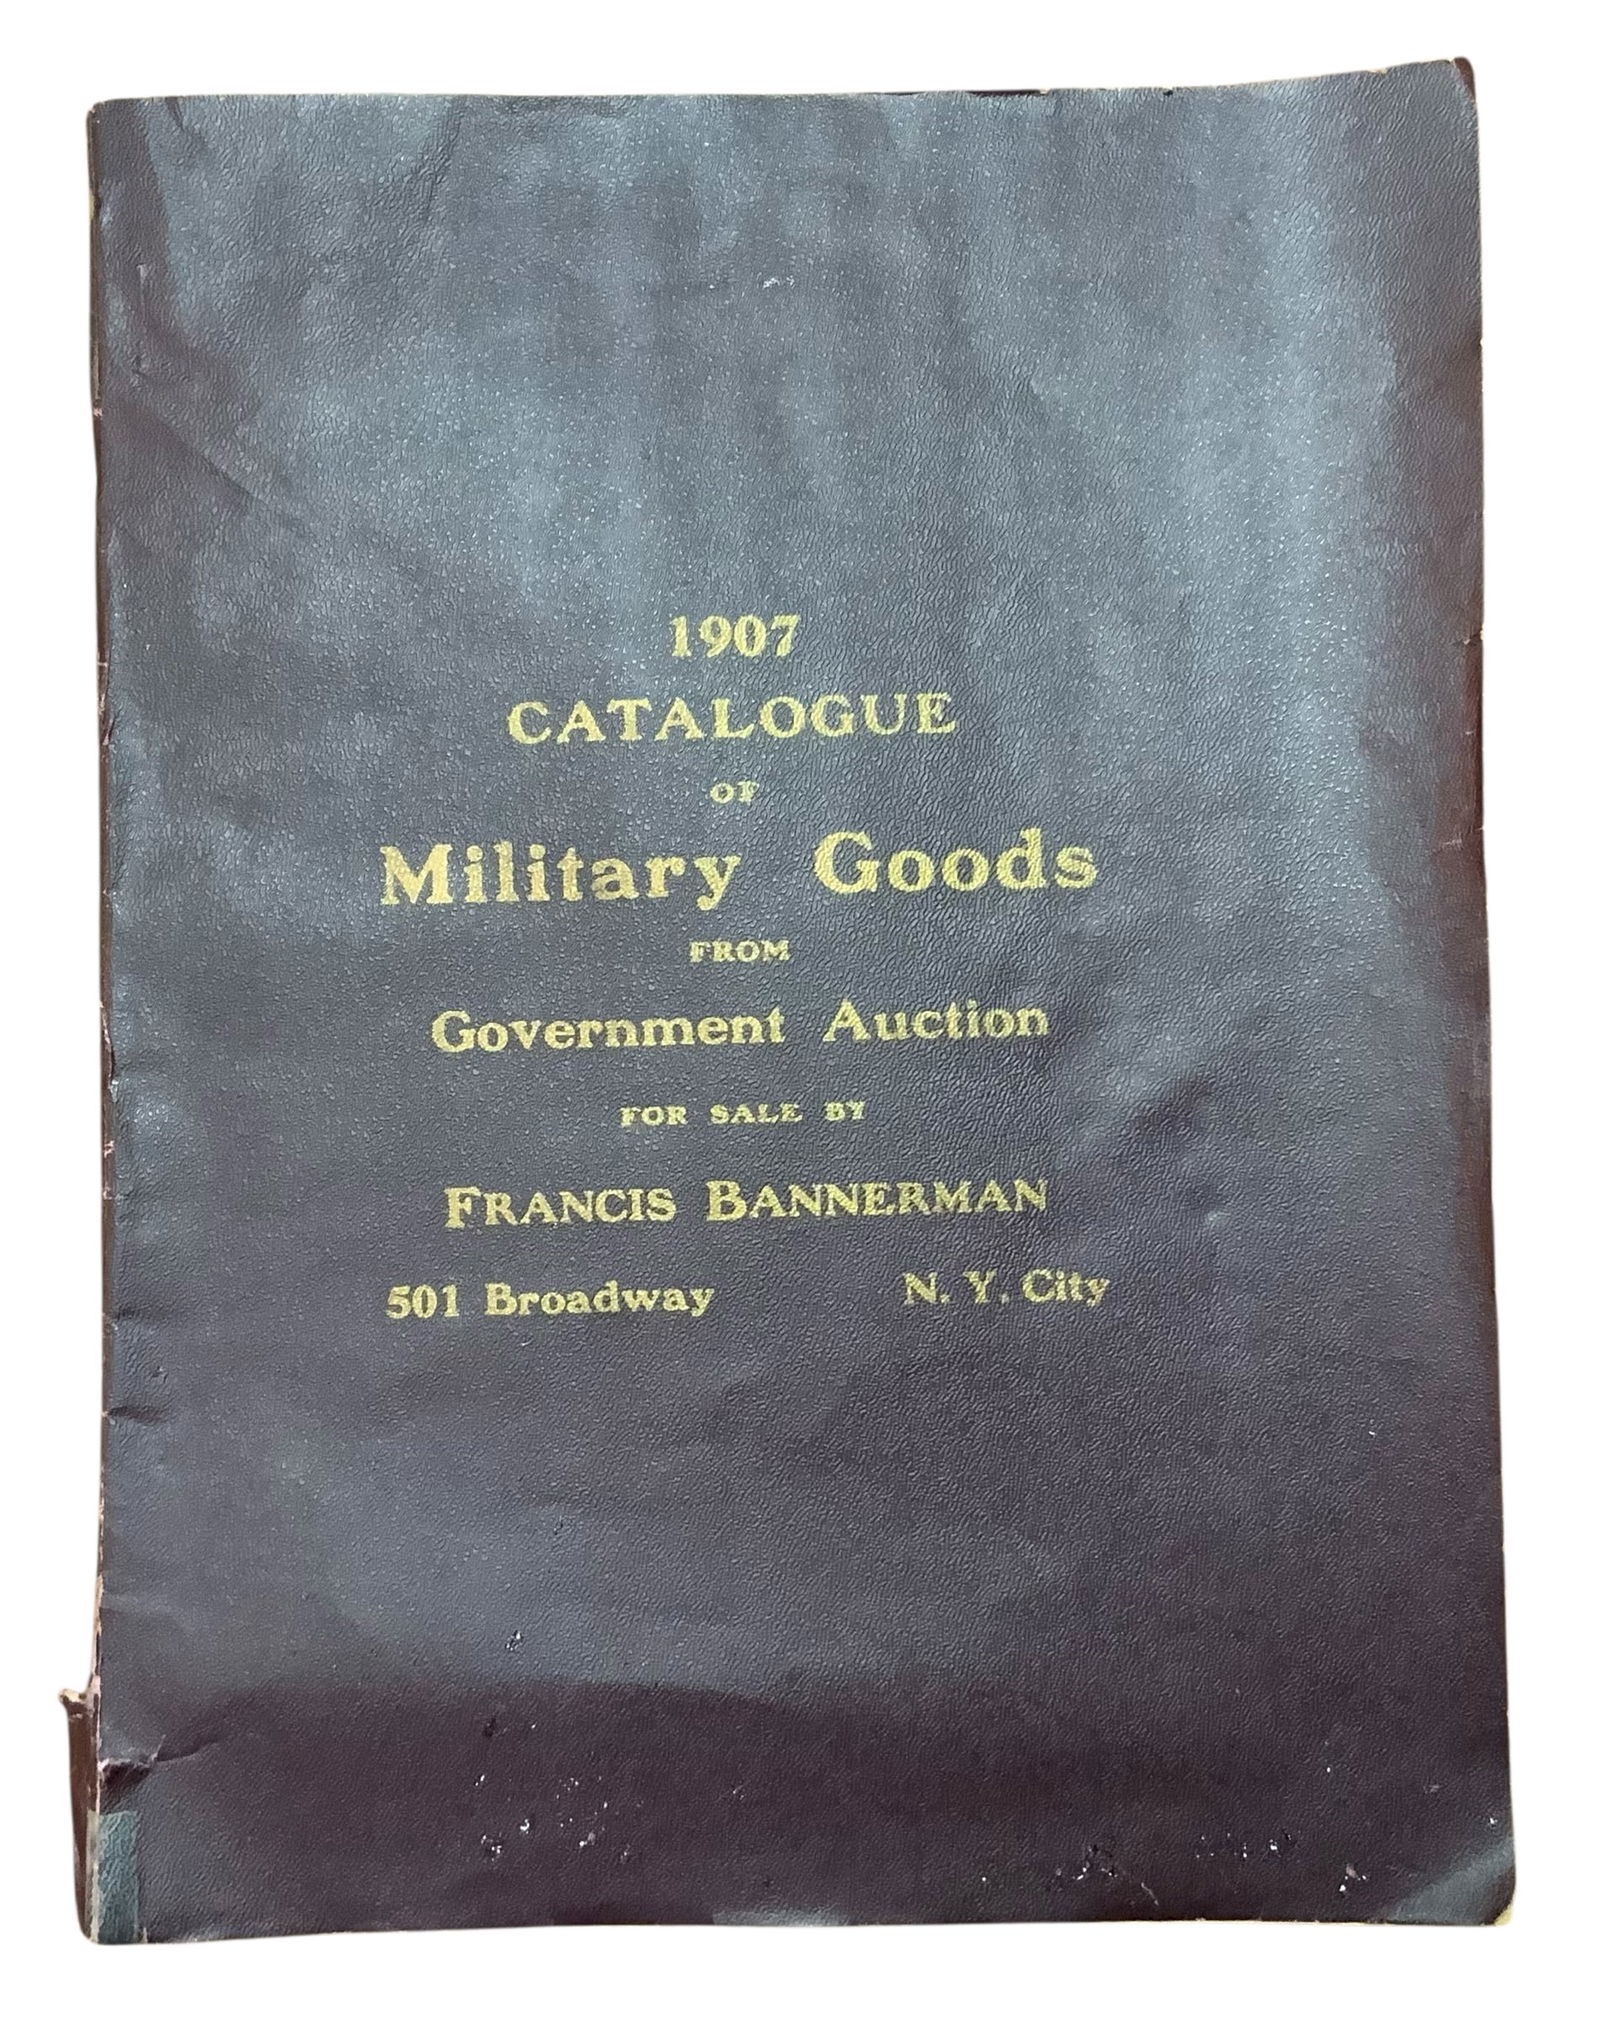 1907
CATALOGUE
OF
Military Goods
FROM
Government Auction
FOR SALE BY
FRANCIS BANNERMAN
501 Broadway N. Y. City